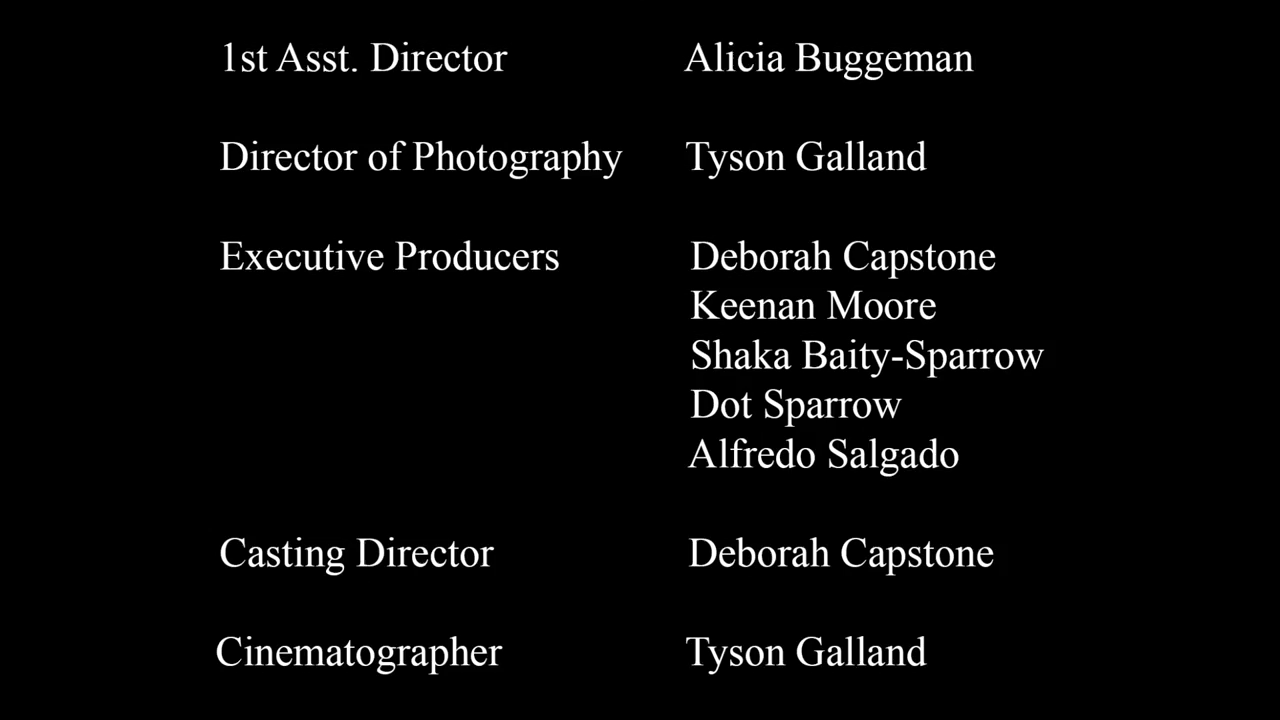 1st Asst. Director Alicia Buggeman
Director of Photography Tyson Galland
Executive Producers Deborah Capstone
Keenan Moore
Shaka Baity-Sparrow
Dot Sparrow
Alfredo Salgado
Casting Director Deborah Capstone
Cinematographer Tyson Galland